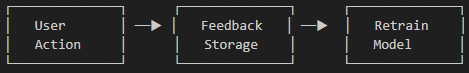 User
Action
Feedback
Storage
Retrain
Model